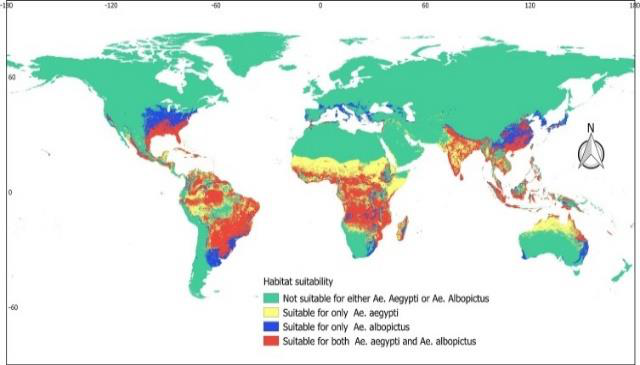 -180 -120 -60 0 60 120 180
60
N
0
-60
Habitat suitability
Not suitable for either Ae. Aegypti or Ae. Albopictus
Suitable for only Ae. aegypti
Suitable for only Ae. albopictus
Suitable for both Ae. aegypti and Ae. albopictus